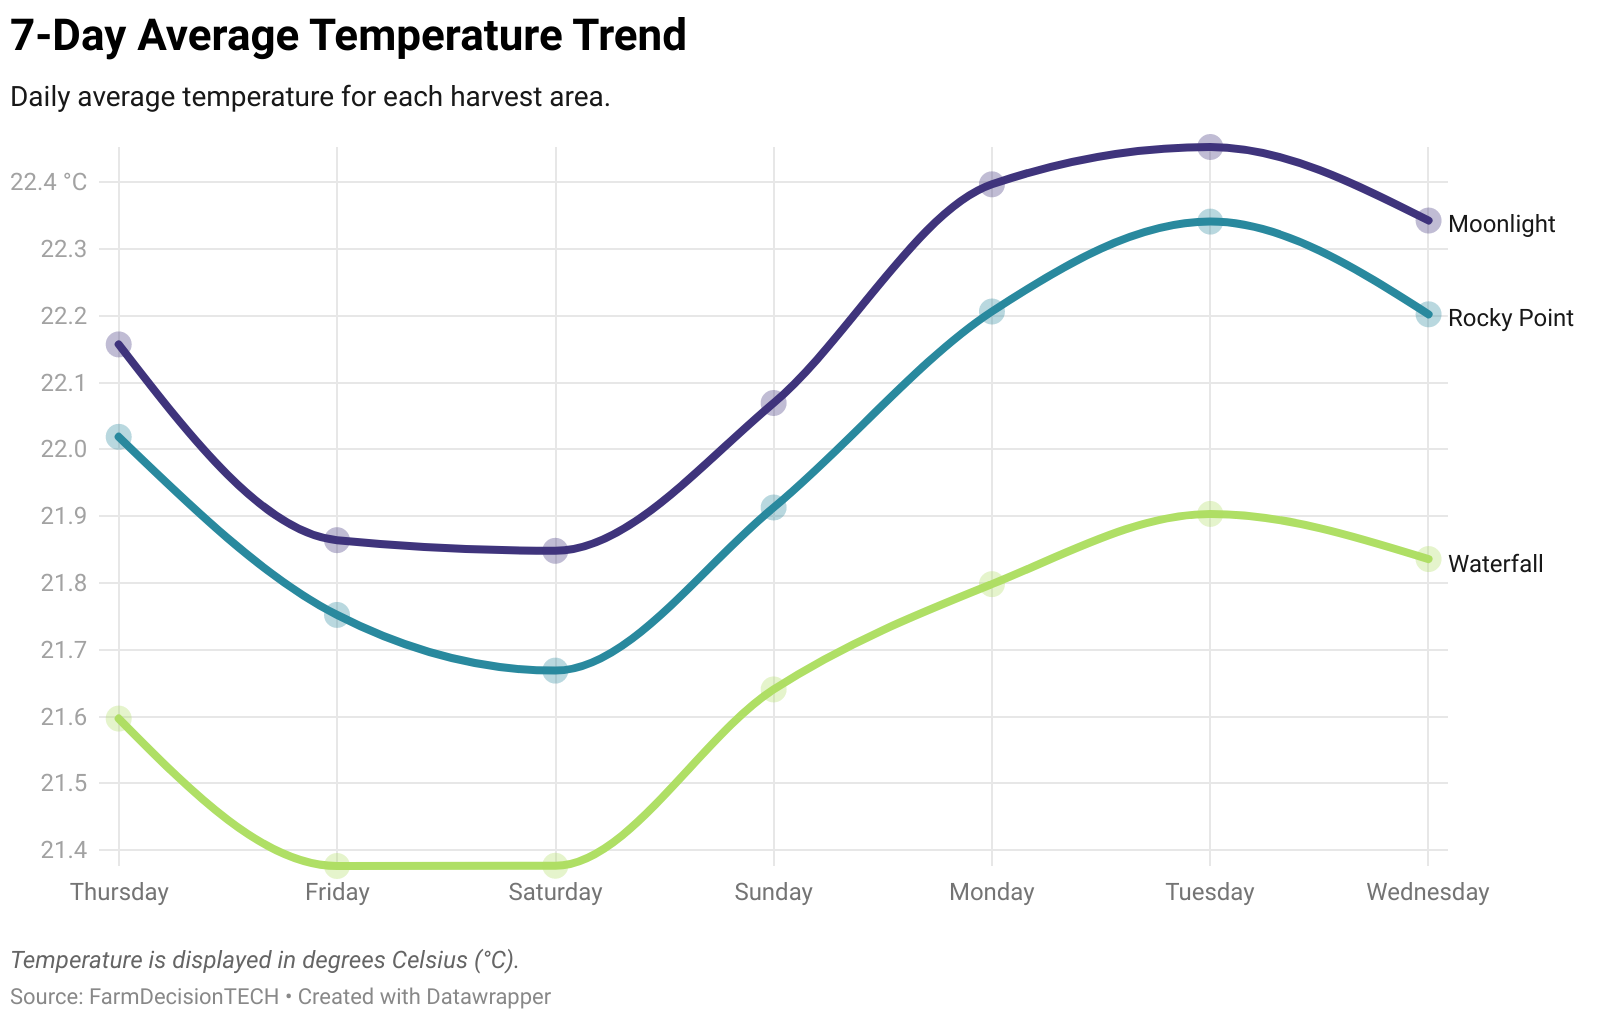 7-Day Average Temperature Trend
Daily average temperature for each harvest area.
22.4 °C
22.3
22.2
22.1
22.0
21.9
21.8
21.7
21.6
21.5
21.4
Moonlight
Rocky Point
Waterfall
Thursday Friday Saturday Sunday Monday Tuesday Wednesday
Temperature is displayed in degrees Celsius (°C).
Source: FarmDecisionTECH • Created with Datawrapper